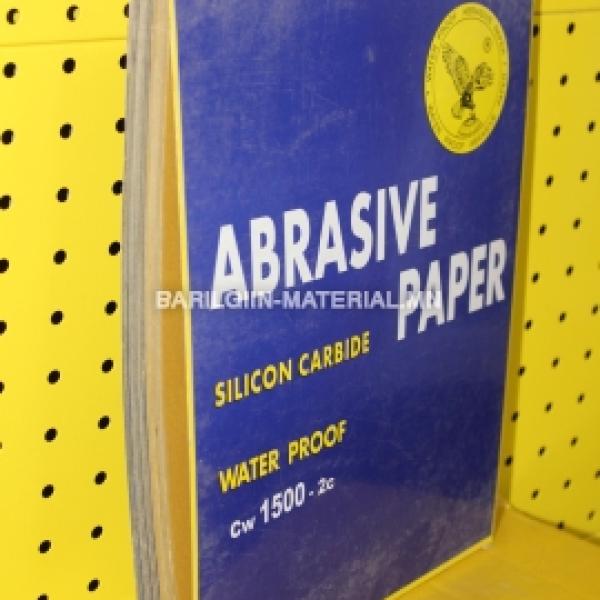 ABRASIVE
PAPER
BARILGIIN-MATERIAL.MN
SILICON CARBIDE
WATER PROOF
Cw 1500 - 2c